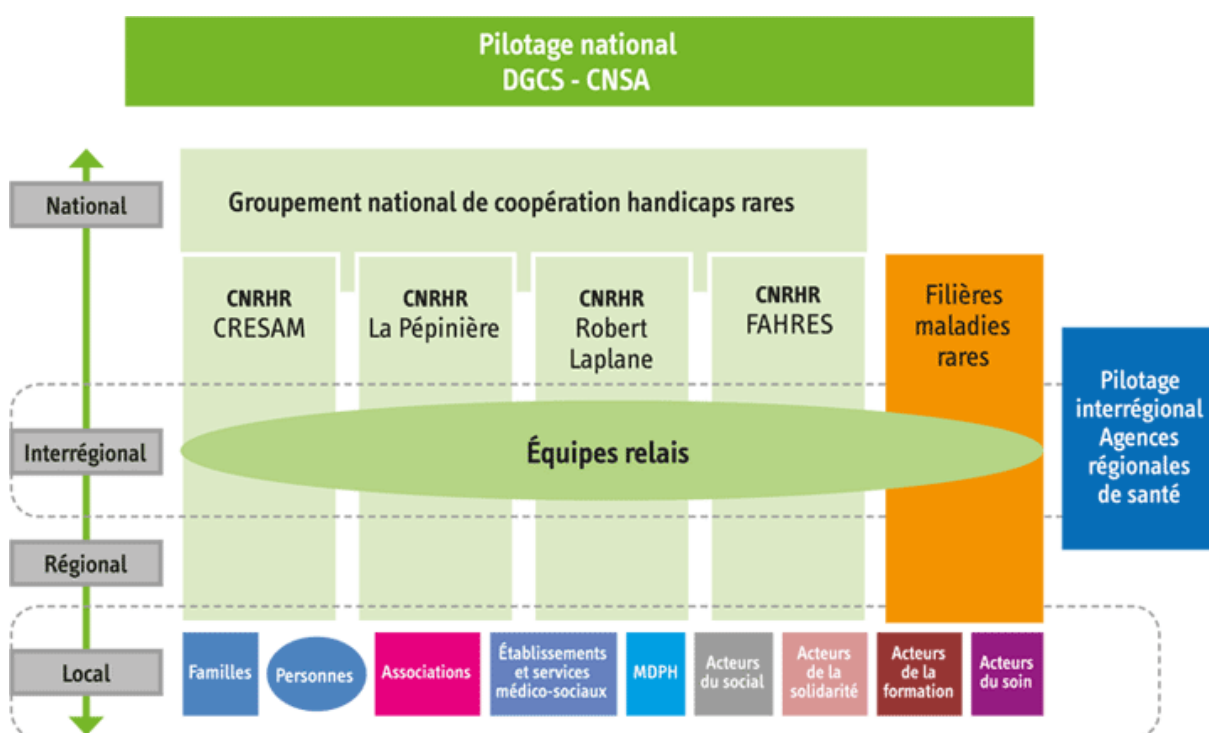 Pilotage national
DGCS - CNSA
National
Groupement national de coopération handicaps rares
CNRHR
CRESAM
CNRHR
La Pépinière
CNRHR
Robert
Laplane
CNRHR
FAHRES
Filières
maladies
rares
Pilotage
interrégional
Agences
régionales
de santé
Interrégional
Équipes relais
Régional
Local
Familles
Personnes
Associations
Établissements
et services
médico-sociaux
MDPH
Acteurs
du social
Acteurs
de la
solidarité
Acteurs
de la
formation
Acteurs
du soin